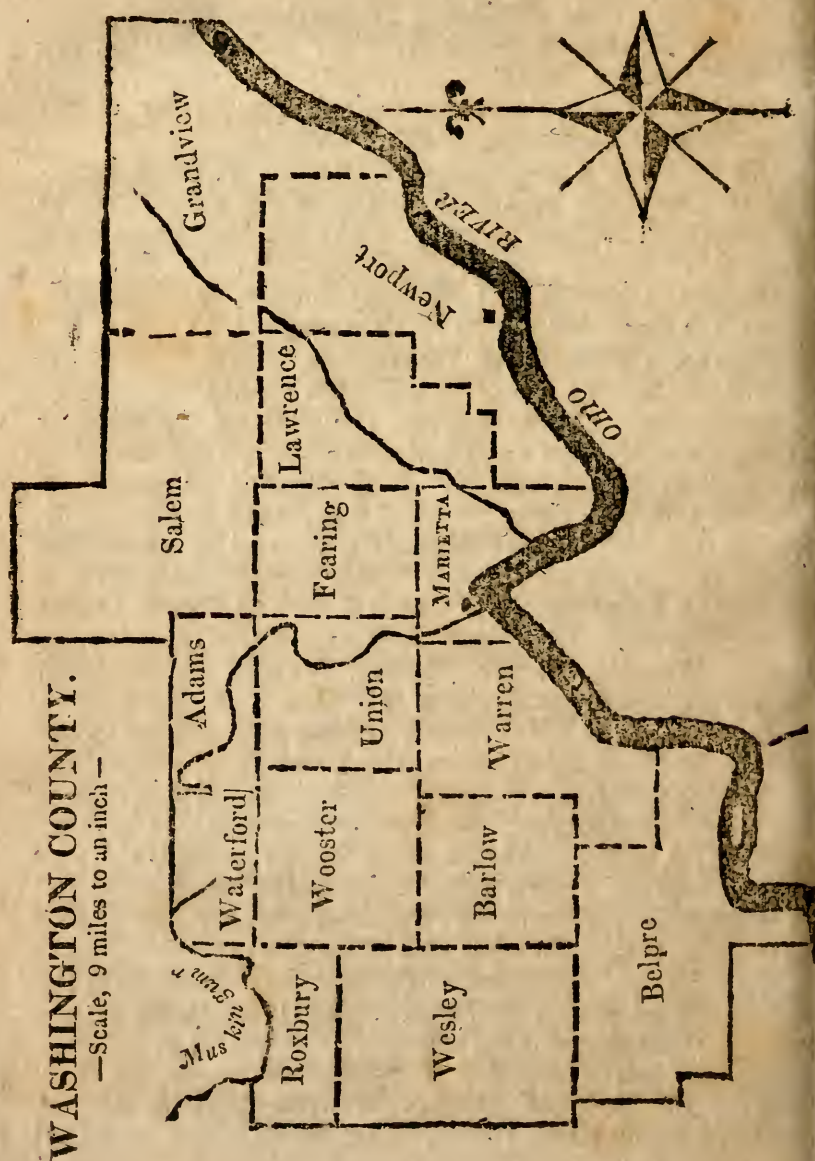 WASHINGTON COUNTY.
—Scale, 9 miles to an inch—
Muskingum r
Roxbury
Wesley
Belpre
Waterford
Wooster
Barlow
Adams
Union
Warren
Salem
Fearing
MARIETTA
Lawrence
Grandview
Newport
OHIO RIVER